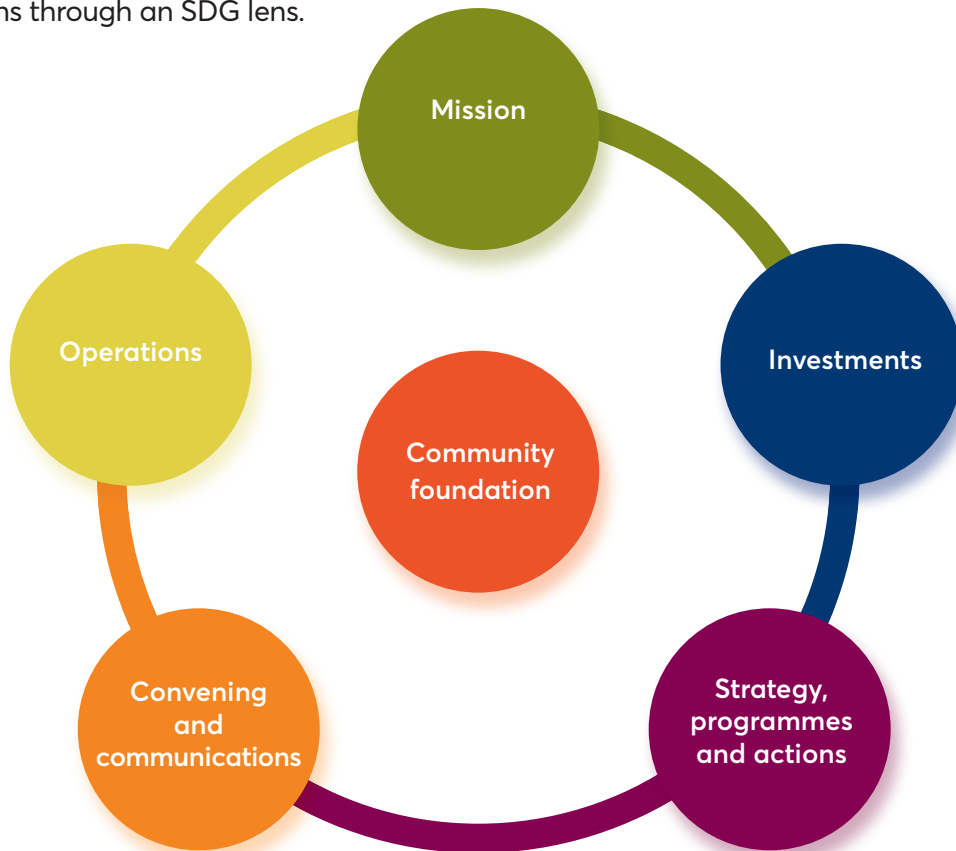 ns through an SDG lens.
Mission
Operations
Investments
Community
foundation
Convening
and
communications
Strategy,
programmes
and actions